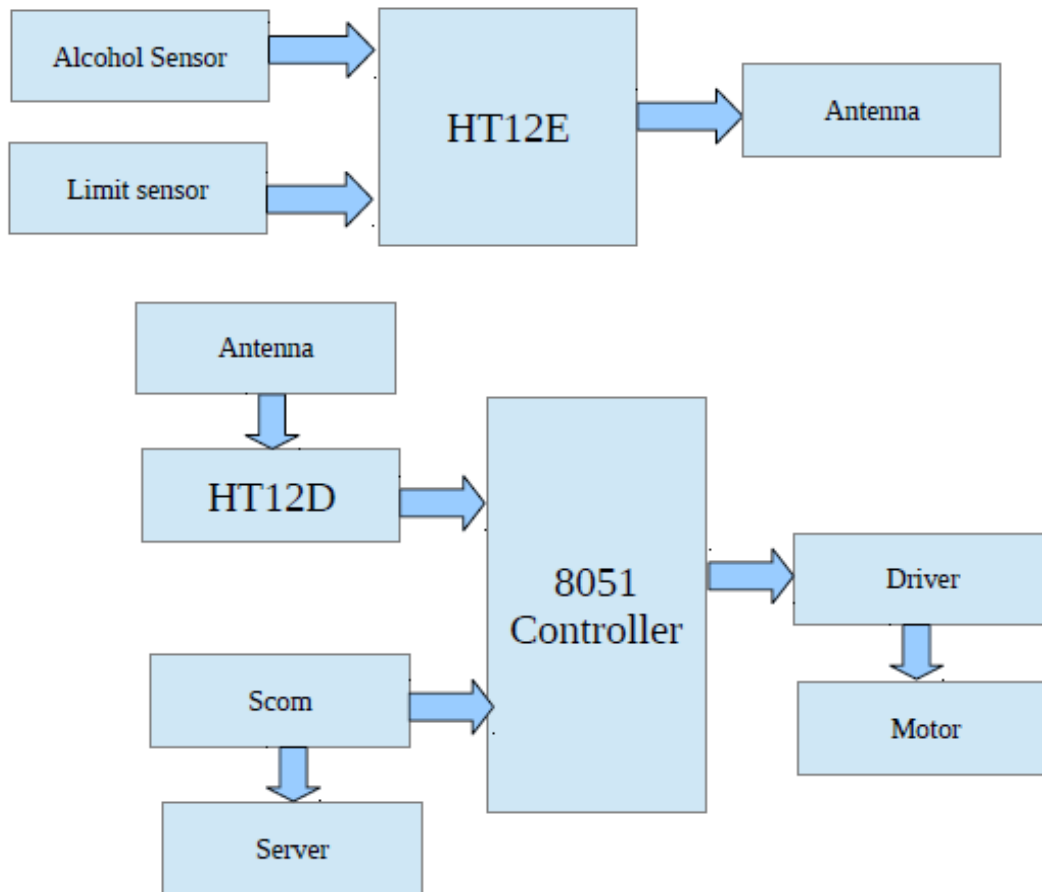 Alcohol Sensor
Limit sensor
HT12E
Antenna
Antenna
HT12D
8051
Controller
Driver
Motor
Scom
Server